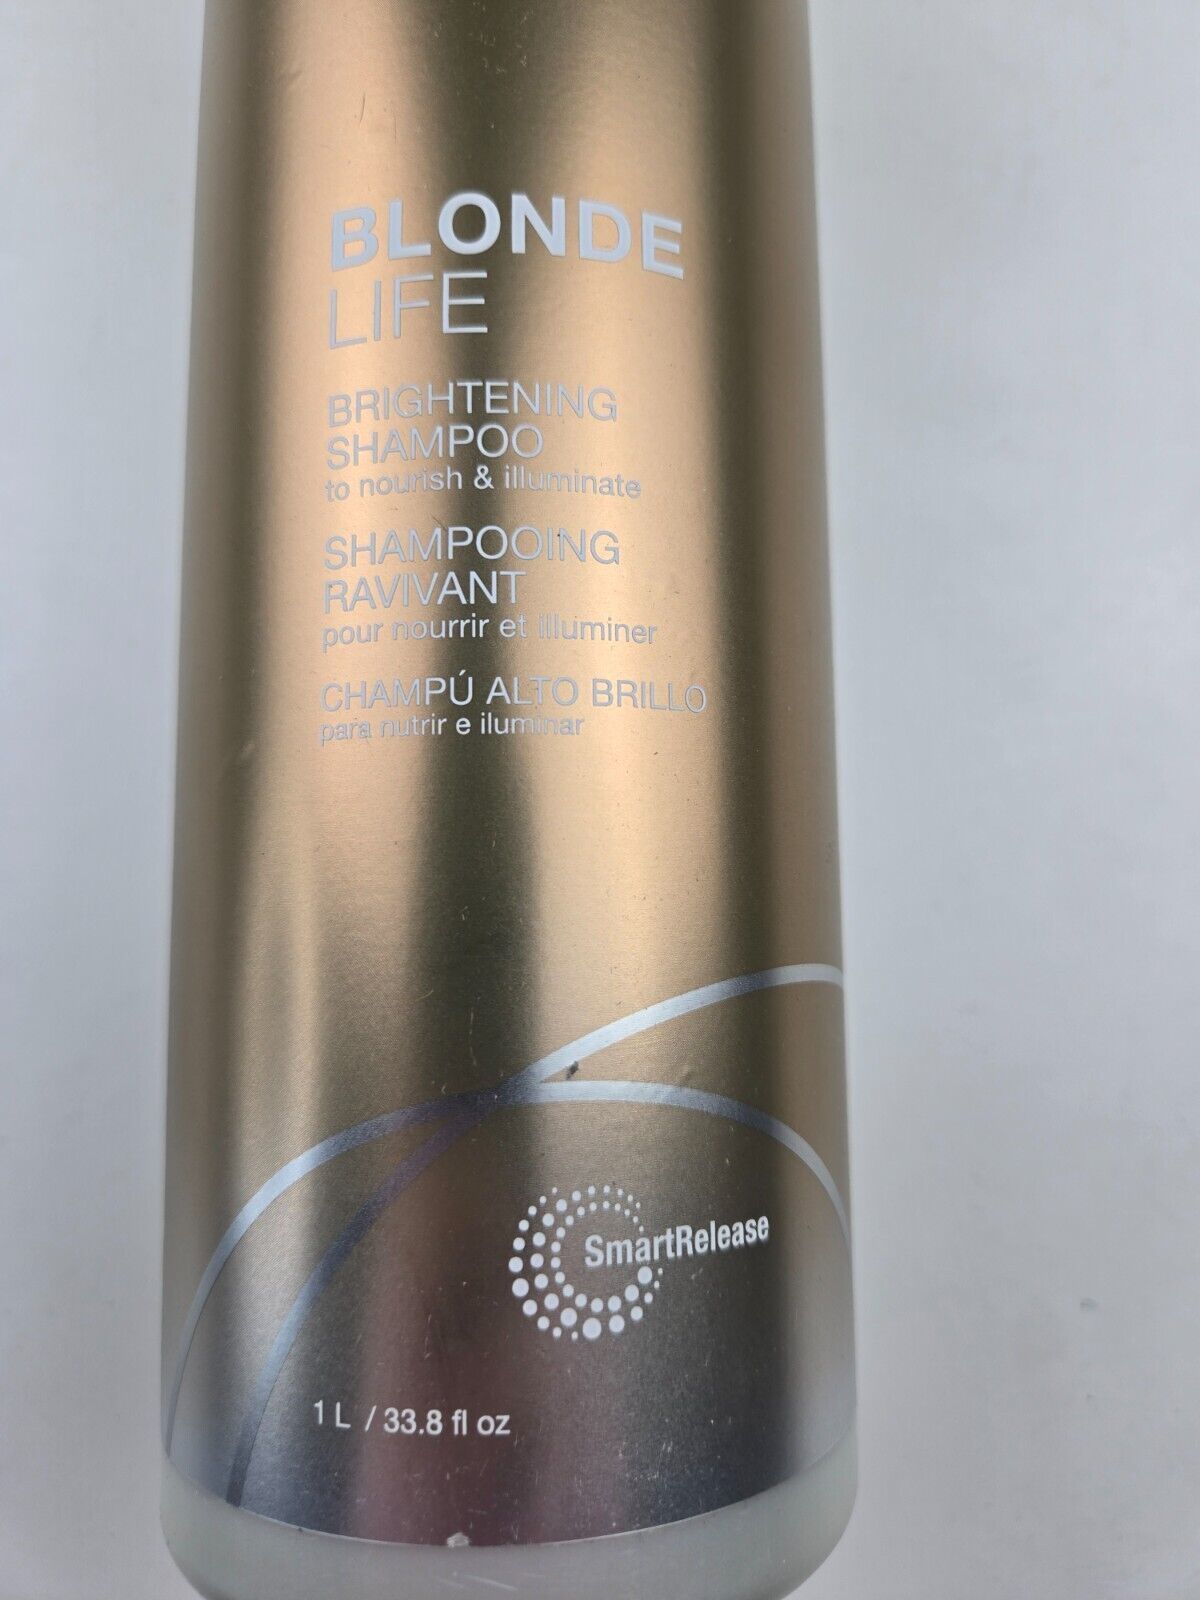 BLONDE
LIFE
BRIGHTENING
SHAMPOO
to nourish & illuminate
SHAMPOOING
RAVIVANT
pour nourrir et illuminer
CHAMPÚ ALTO BRILLO
para nutrir e iluminar
SmartRelease
1 L / 33.8 fl oz